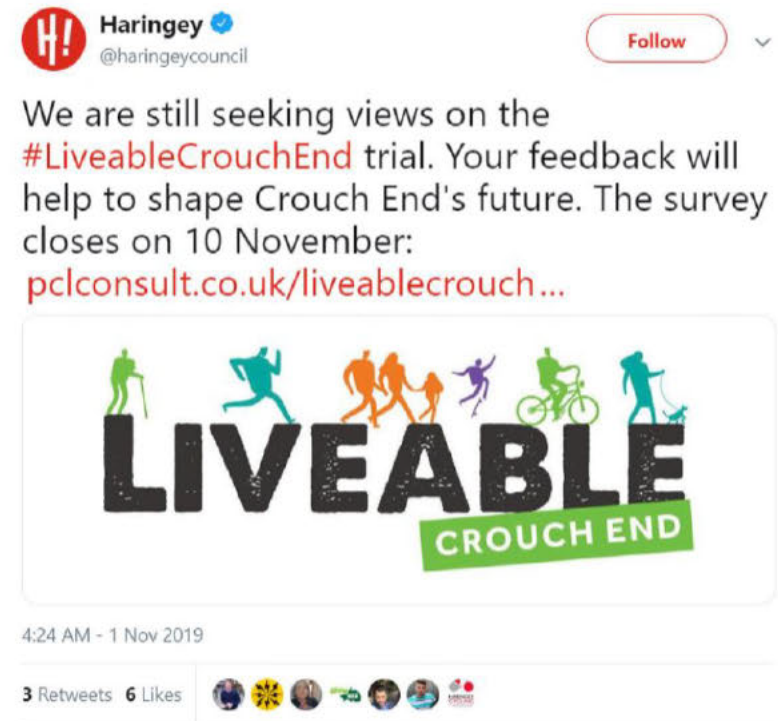 H!
Haringey
@haringeycouncil
Follow
We are still seeking views on the
#LiveableCrouchEnd trial. Your feedback will
help to shape Crouch End's future. The survey
closes on 10 November:
pclconsult.co.uk/liveablecrouch...
LIVEABLE
CROUCH END
4:24 AM - 1 Nov 2019
3 Retweets 6 Likes